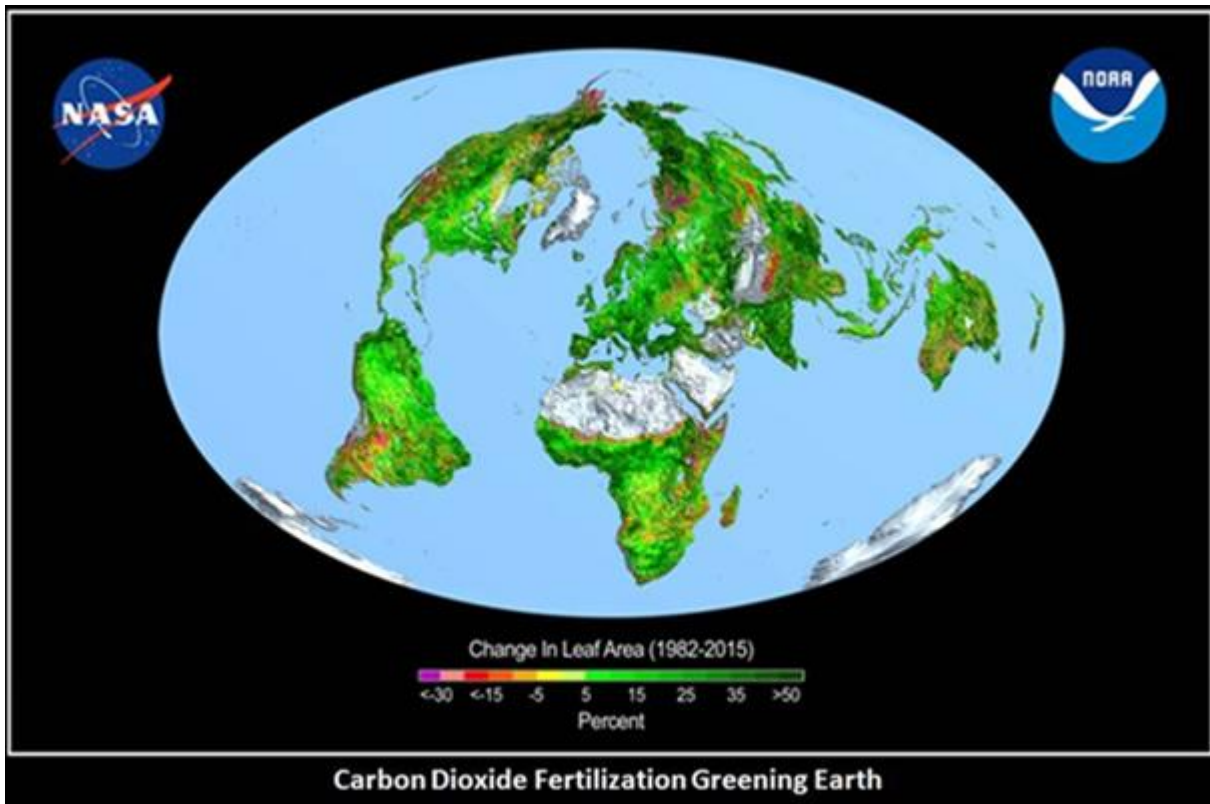 NASA
NOAA
Change In Leaf Area (1982-2015)
<-30 <-15 -5 5 15 25 35 >50
Percent
Carbon Dioxide Fertilization Greening Earth